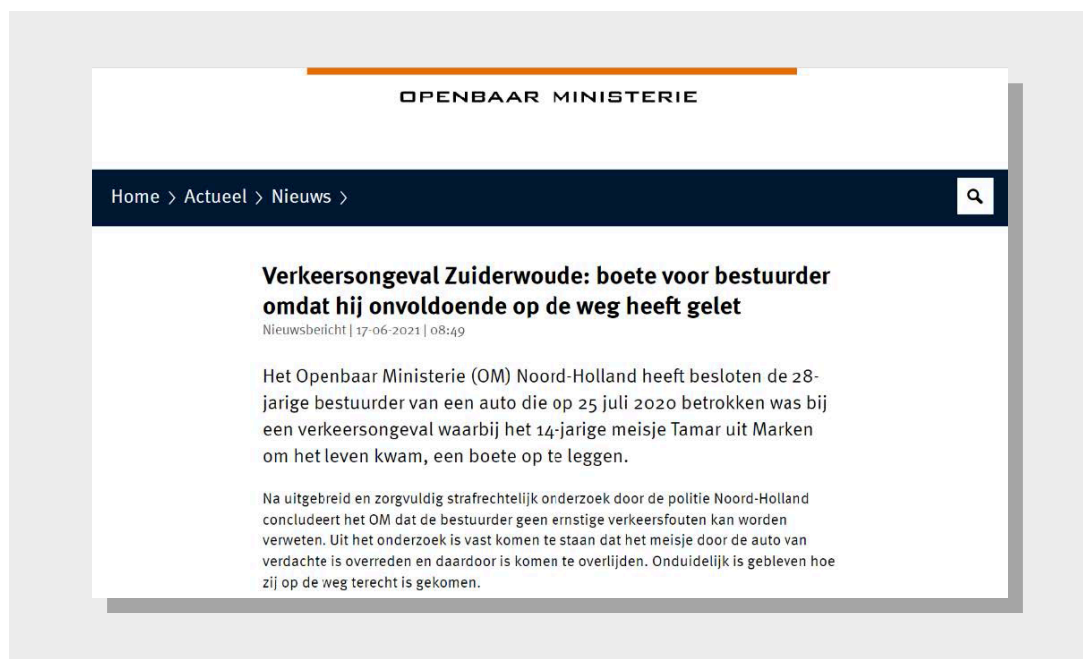 OPENBAAR MINISTERIE
Home > Actueel > Nieuws >
Verkeersongeval Zuiderwoude: boete voor bestuurder
omdat hij onvoldoende op de weg heeft gelet
Nieuwsbericht | 17-06-2021 | 08:49
Het Openbaar Ministerie (OM) Noord-Holland heeft besloten de 28-
jarige bestuurder van een auto die op 25 juli 2020 betrokken was bij
een verkeersongeval waarbij het 14-jarige meisje Tamar uit Marken
om het leven kwam, een boete op te leggen.
Na uitgebreid en zorgvuldig strafrechtelijk onderzoek door de politie Noord-Holland
concludeert het OM dat de bestuurder geen ernstige verkeersfouten kan worden
verweten. Uit het onderzoek is vast komen te staan dat het meisje door de auto van
verdachte is overreden en daardoor is komen te overlijden. Onduidelijk is gebleven hoe
zij op de weg terecht is gekomen.